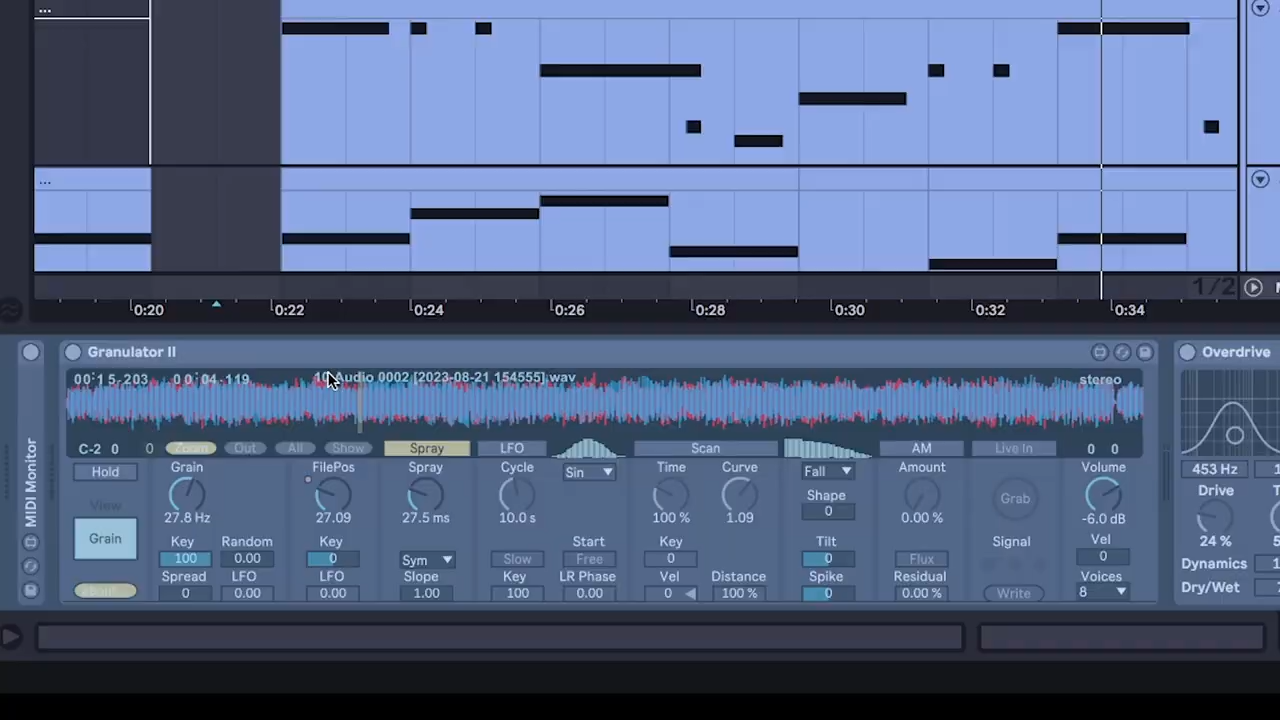 ...
...
1/2
0:20 0:22 0:24 0:26 0:28 0:30 0:32 0:34
Granulator II
Overdrive
00:15-203 00:04.119
10-Audio 0002 [2023-08-21 154555].wav
stereo
C-2 0 0 Zoom Out All Show Spray LFO Scan AM Live In 0 0
Hold Grain FilePos Spray Cycle Sin Time Curve Fall Amount Volume
453 Hz
View
Shape
Grab
Drive
27.8 Hz 27.09 27.5 ms 10.0 s 100 % 1.09 0 0.00 % -6.0 dB
Grain
Key Random Key Start Key Tilt Signal Vel
24 %
100 0.00 0 Sym Slow Free 0 0 Flux 0
Dynamics
Spread LFO LFO Slope Key LR Phase Vel Distance Spike Residual Voices
0 0.00 0.00 1.00 100 0.00 0 100 % 0 0.00 % Write 8
Dry/Wet
MIDI Monitor